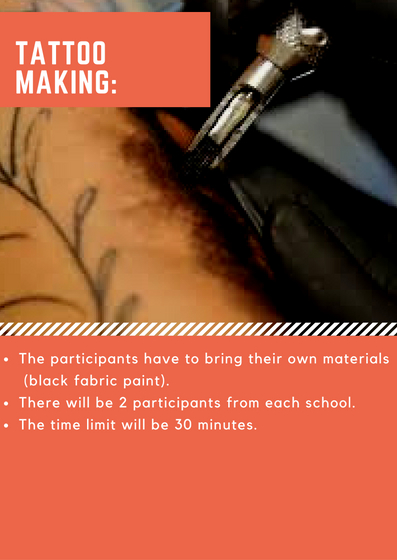 TATTOO
MAKING:
• The participants have to bring their own materials
(black fabric paint).
• There will be 2 participants from each school.
• The time limit will be 30 minutes.